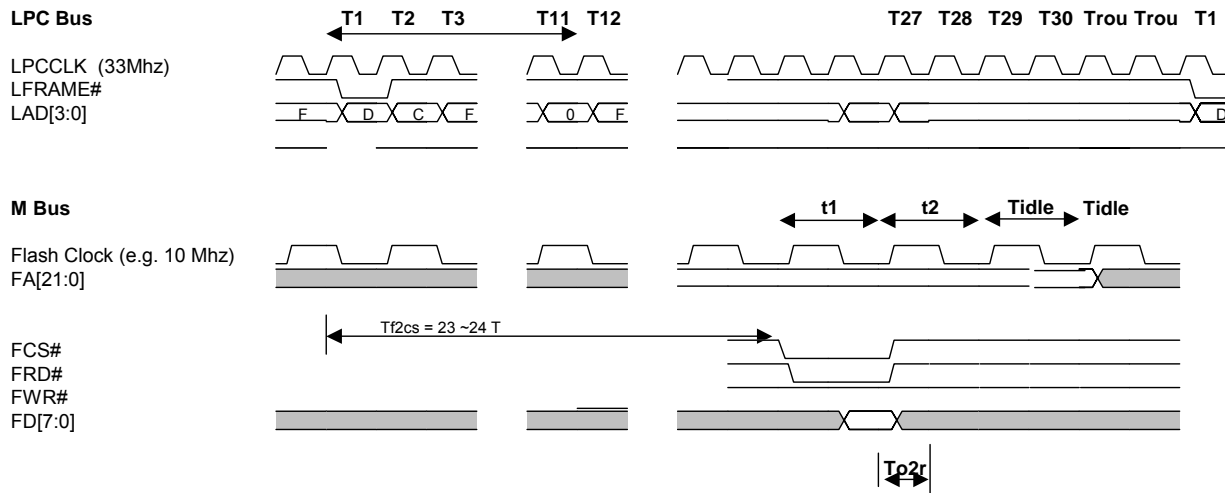 LPC Bus T1 T2 T3 T11 T12 T27 T28 T29 T30 Trou Trou T1
LPCCLK (33Mhz)
LFRAME#
LAD[3:0] F D C F 0 F D
M Bus t1 t2 Tidle Tidle
Flash Clock (e.g. 10 Mhz)
FA[21:0]
Tf2cs = 23 ~24 T
FCS#
FRD#
FWR#
FD[7:0]
To2r